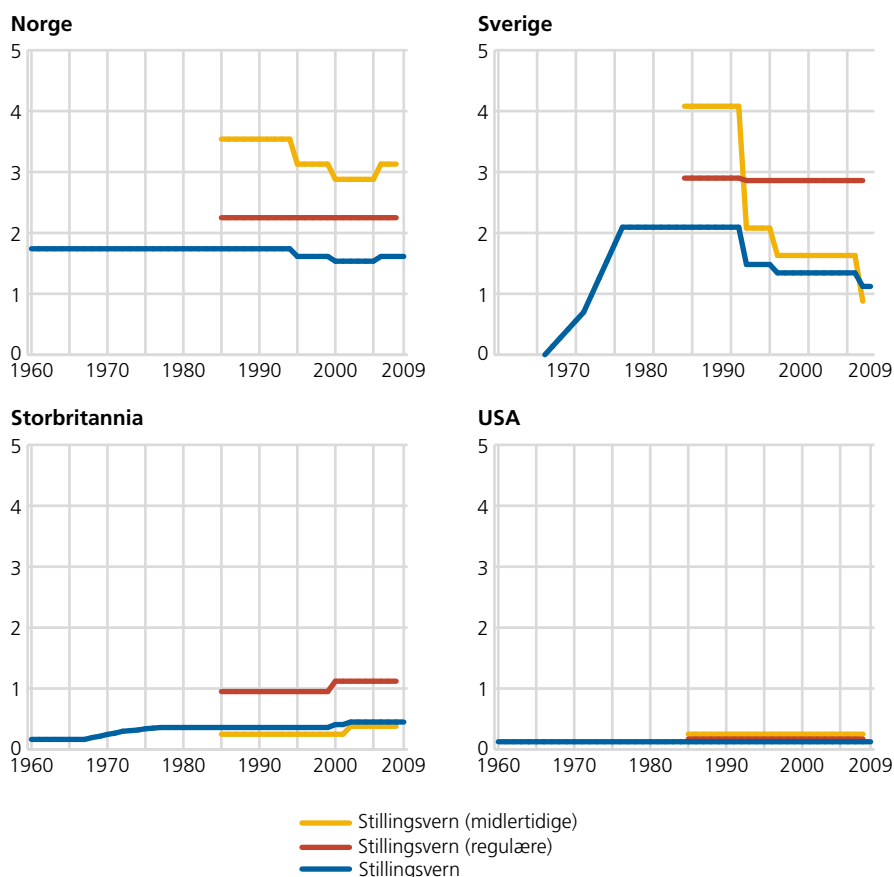 Norge
5
4
3
2
1
0
1960 1970 1980 1990 2000 2009
Sverige
5
4
3
2
1
0
1970 1980 1990 2000 2009
Storbritannia
5
4
3
2
1
0
1960 1970 1980 1990 2000 2009
USA
5
4
3
2
1
0
1960 1970 1980 1990 2000 2009
Stillingsvern (midlertidige)
Stillingsvern (regulære)
Stillingsvern